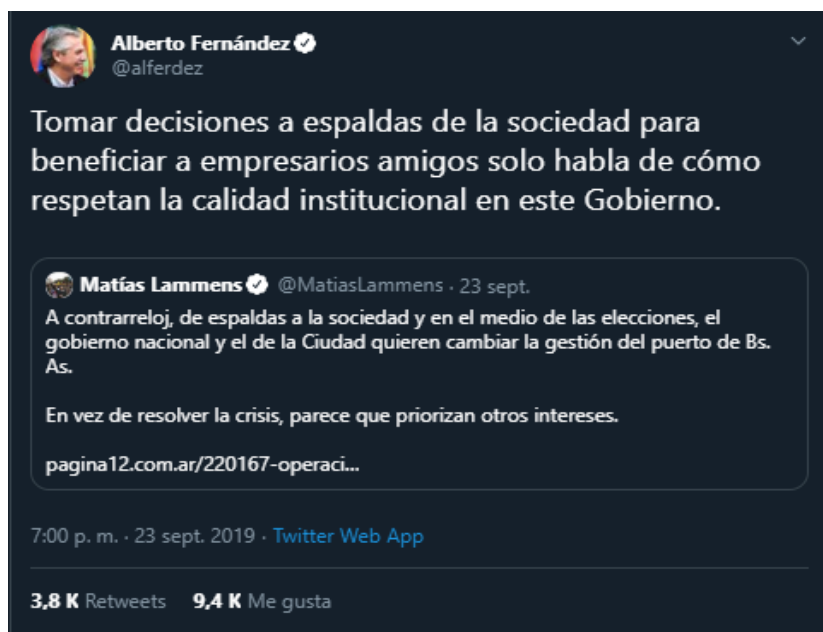 Alberto Fernández
@alferdez
Tomar decisiones a espaldas de la sociedad para
beneficiar a empresarios amigos solo habla de cómo
respetan la calidad institucional en este Gobierno.
Matías Lammens @MatiasLammens · 23 sept.
A contrarreloj, de espaldas a la sociedad y en el medio de las elecciones, el
gobierno nacional y el de la Ciudad quieren cambiar la gestión del puerto de Bs.
As.
En vez de resolver la crisis, parece que priorizan otros intereses.
pagina12.com.ar/220167-operaci...
7:00 p. m. · 23 sept. 2019 · Twitter Web App
3,8 K Retweets 9,4 K Me gusta